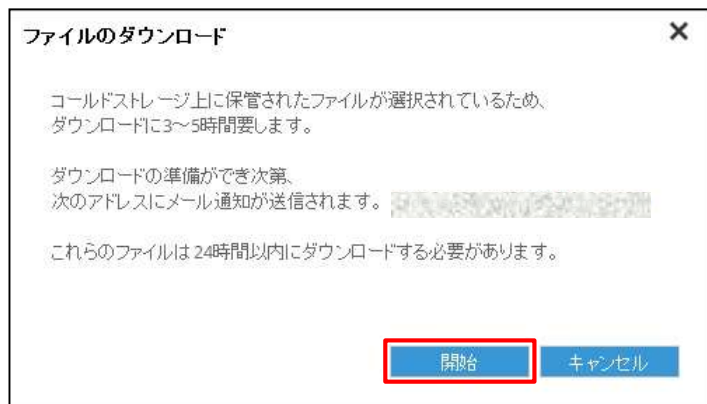 ファイルのダウンロード
コールドストレージ上に保管されたファイルが選択されているため、
ダウンロードに3～5時間要します。
ダウンロードの準備ができ次第、
次のアドレスにメール通知が送信されます。
これらのファイルは24時間以内にダウンロードする必要があります。
開始 キャンセル